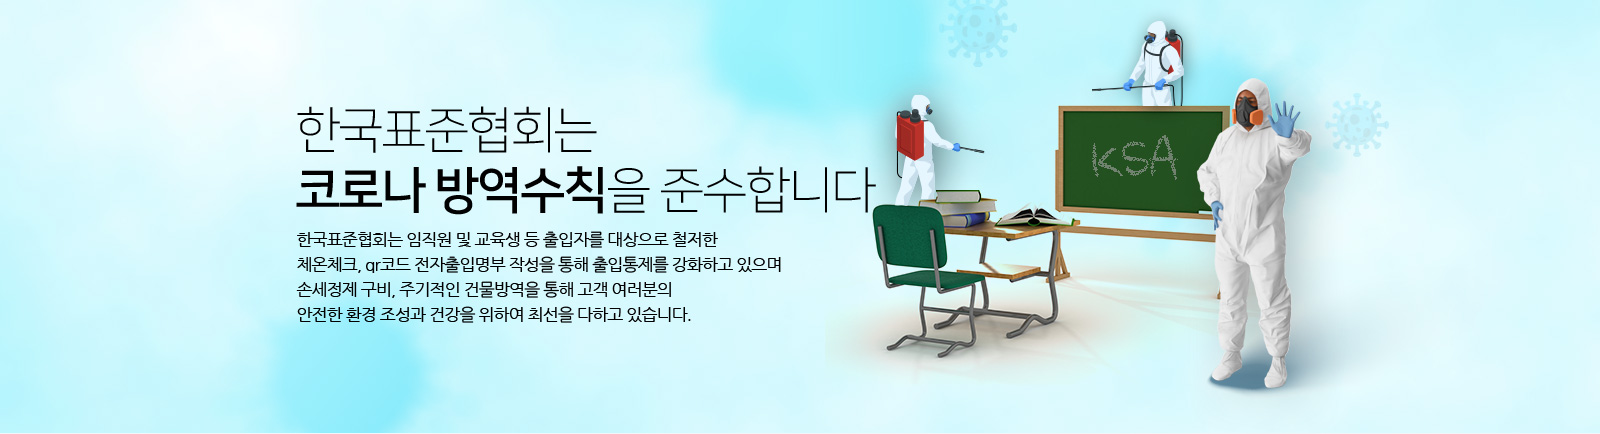 한국표준협회는
코로나 방역수칙을 준수합니다
한국표준협회는 임직원 및 교육생 등 출입자를 대상으로 철저한
체온체크, qr코드 전자출입명부 작성을 통해 출입통제를 강화하고 있으며
손세정제 구비, 주기적인 건물방역을 통해 고객 여러분의
안전한 환경 조성과 건강을 위하여 최선을 다하고 있습니다.
KSA